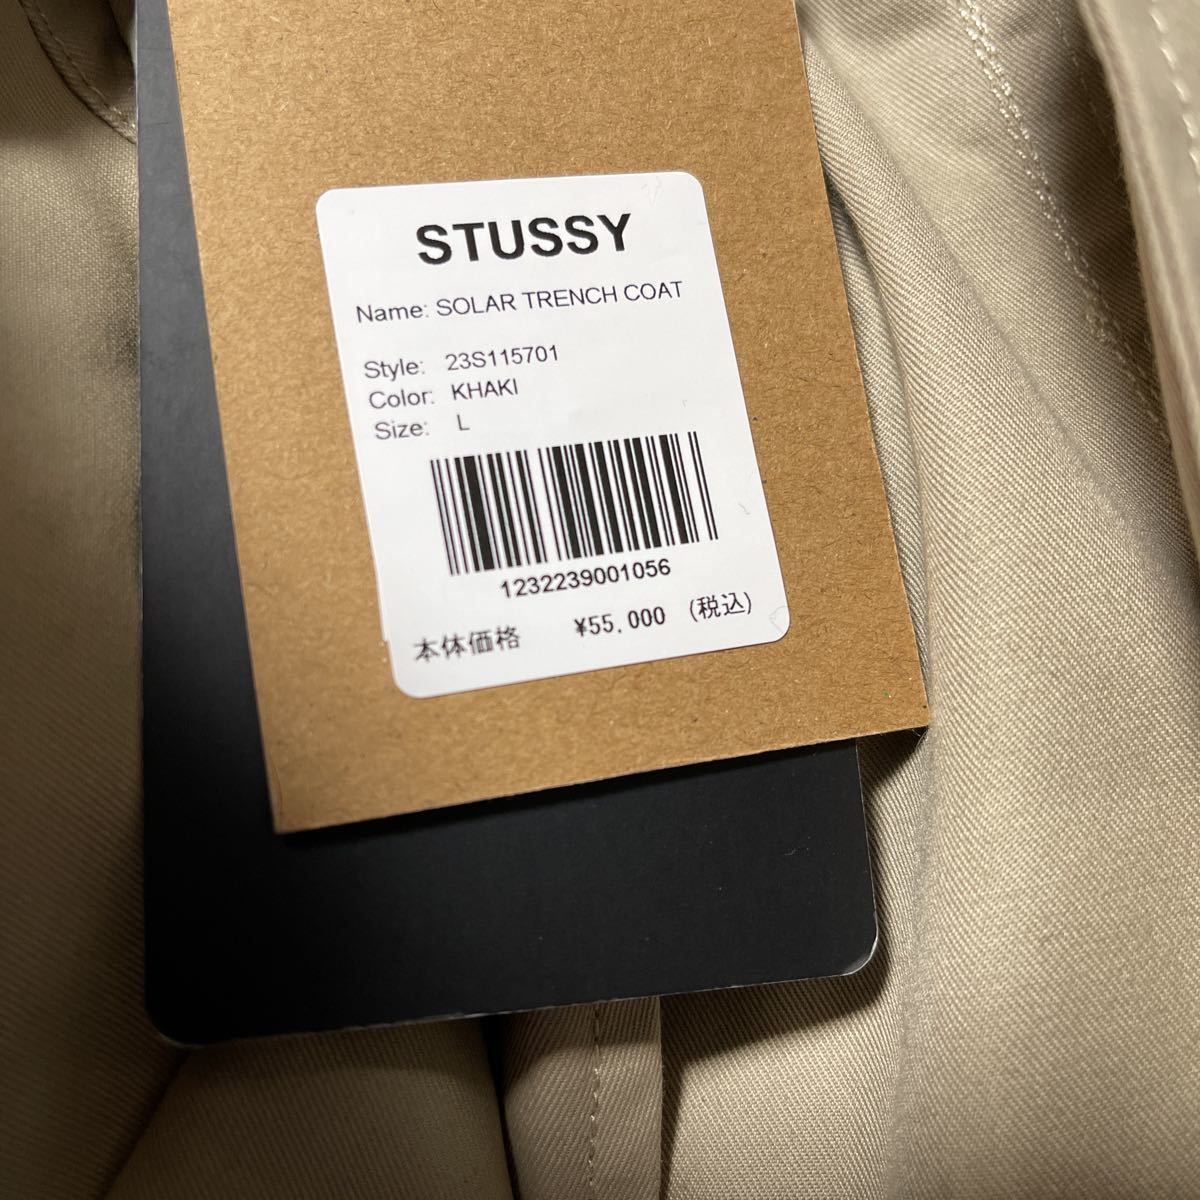 STUSSY
Name: SOLAR TRENCH COAT
Style: 23S115701
Color: KHAKI
Size: L
1232239001056
本体価格 ¥55,000 (税込)